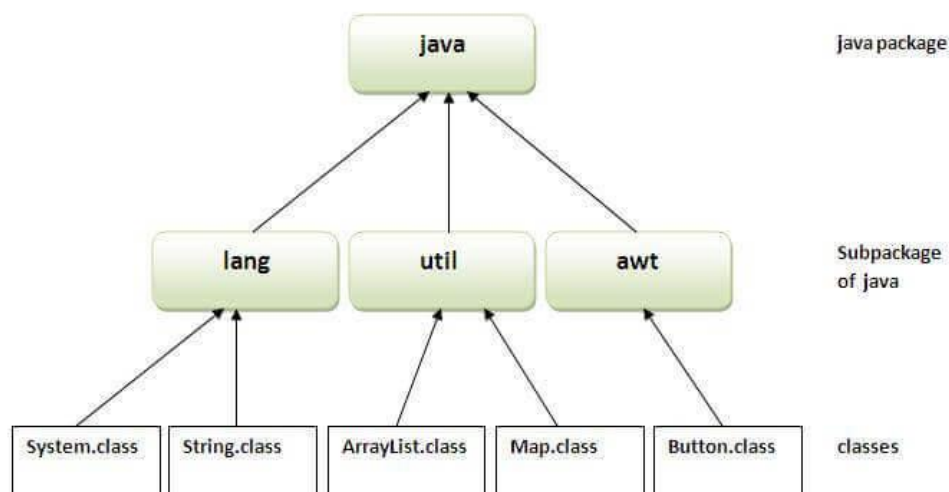 java
java package
lang
util
awt
Subpackage
of java
System.class
String.class
ArrayList.class
Map.class
Button.class
classes